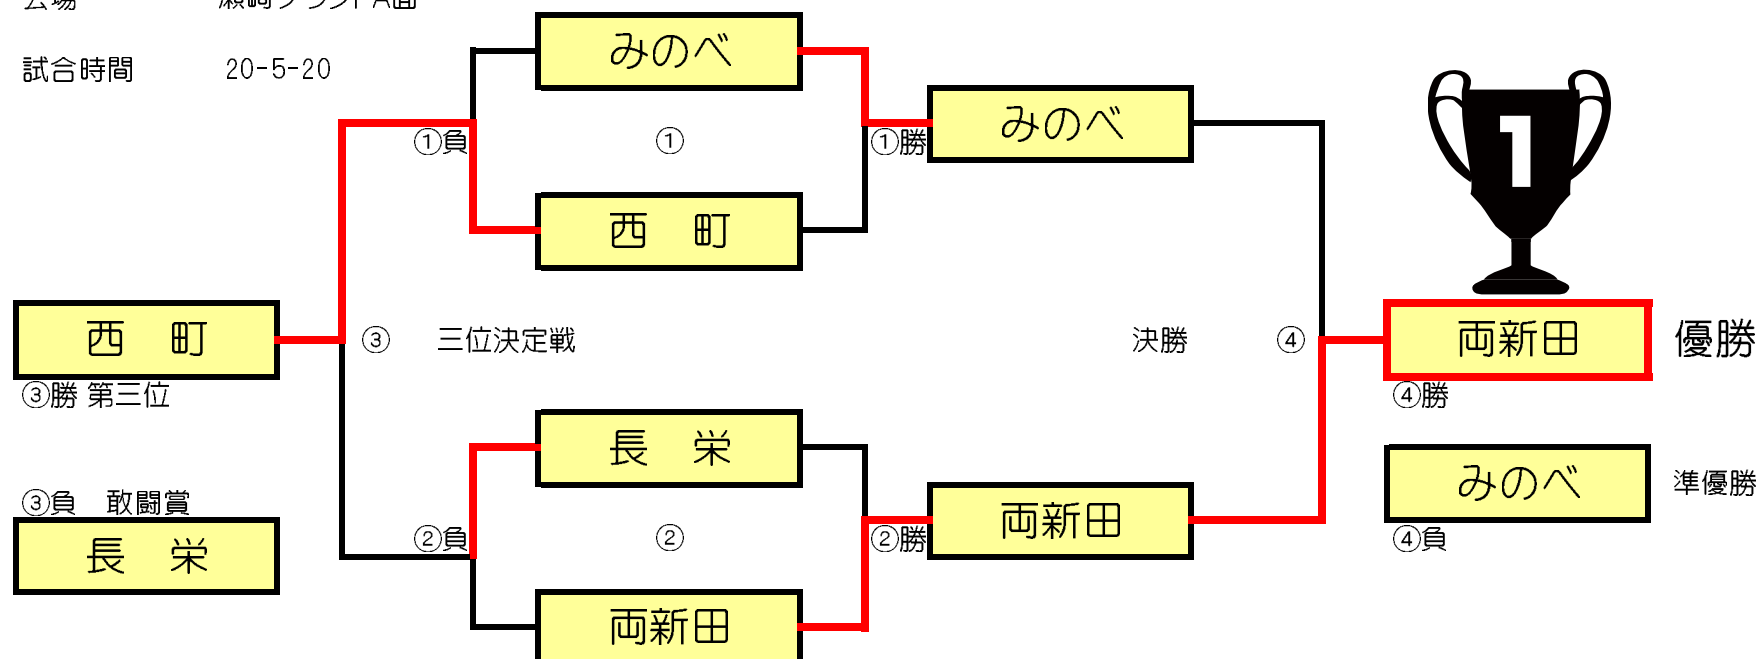 試合時間 20-5-20
みのべ
①負 ① ①勝 みのべ
西 町
1
西 町 ③ 三位決定戦 決勝 ④ 両新田 優勝
③勝 第三位 ④勝
長 栄
みのべ 準優勝
③負 敢闘賞
②負 ② ②勝 両新田
④負
長 栄
両新田